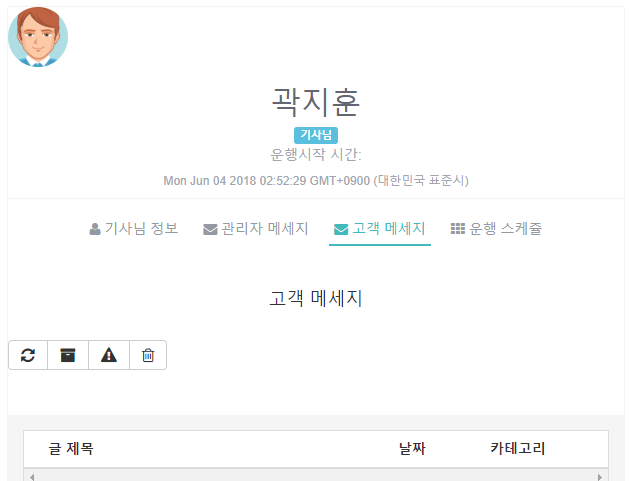 곽지훈
기사님
운행시작 시간:
Mon Jun 04 2018 02:52:29 GMT+0900 (대한민국 표준시)
기사님 정보 관리자 메세지 고객 메세지 운행 스케쥴
고객 메세지
글 제목 날짜 카테고리